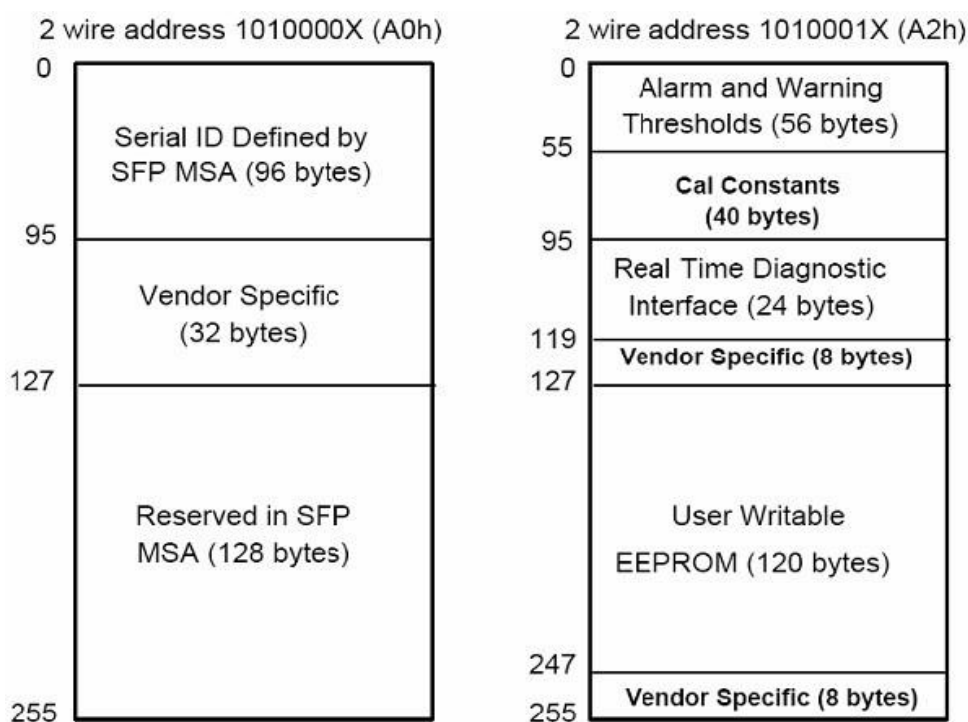 2 wire address 1010000X (A0h)
0
Serial ID Defined by
SFP MSA (96 bytes)
95
Vendor Specific
(32 bytes)
127
Reserved in SFP
MSA (128 bytes)
255
2 wire address 1010001X (A2h)
0
Alarm and Warning
Thresholds (56 bytes)
55
Cal Constants
(40 bytes)
95
Real Time Diagnostic
Interface (24 bytes)
119
Vendor Specific (8 bytes)
127
User Writable
EEPROM (120 bytes)
247
Vendor Specific (8 bytes)
255